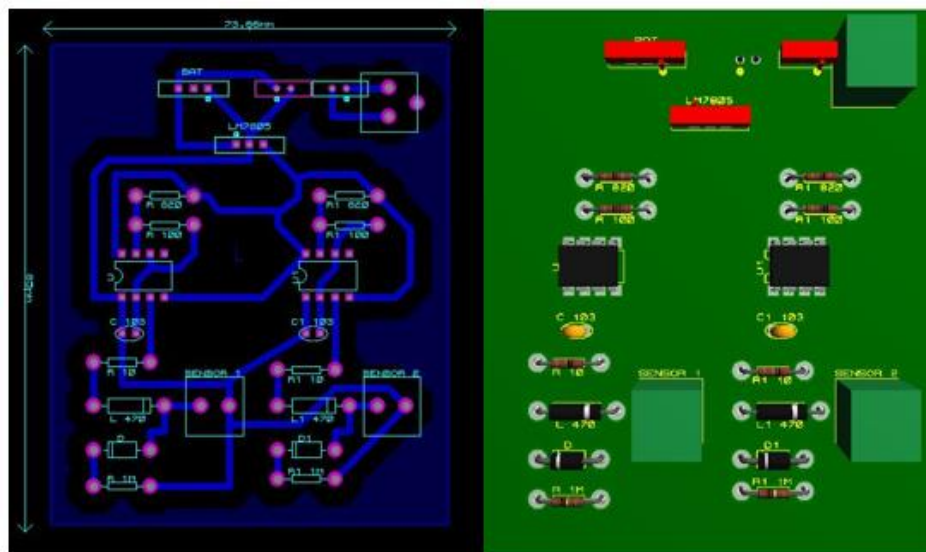 BAT
LM7805
R 820
R1 820
R 100
R1 100
U
U1
C 103
C1 103
R 10
SENSOR 1
R1 10
SENSOR 2
L 470
L1 470
D
D1
R 1M
R1 1M
BAT
LM7805
R 820
R1 820
R 100
R1 100
U
U1
C 103
C1 103
R 10
SENSOR 1
R1 10
SENSOR 2
L 470
L1 470
D
D1
R 1M
R1 1M